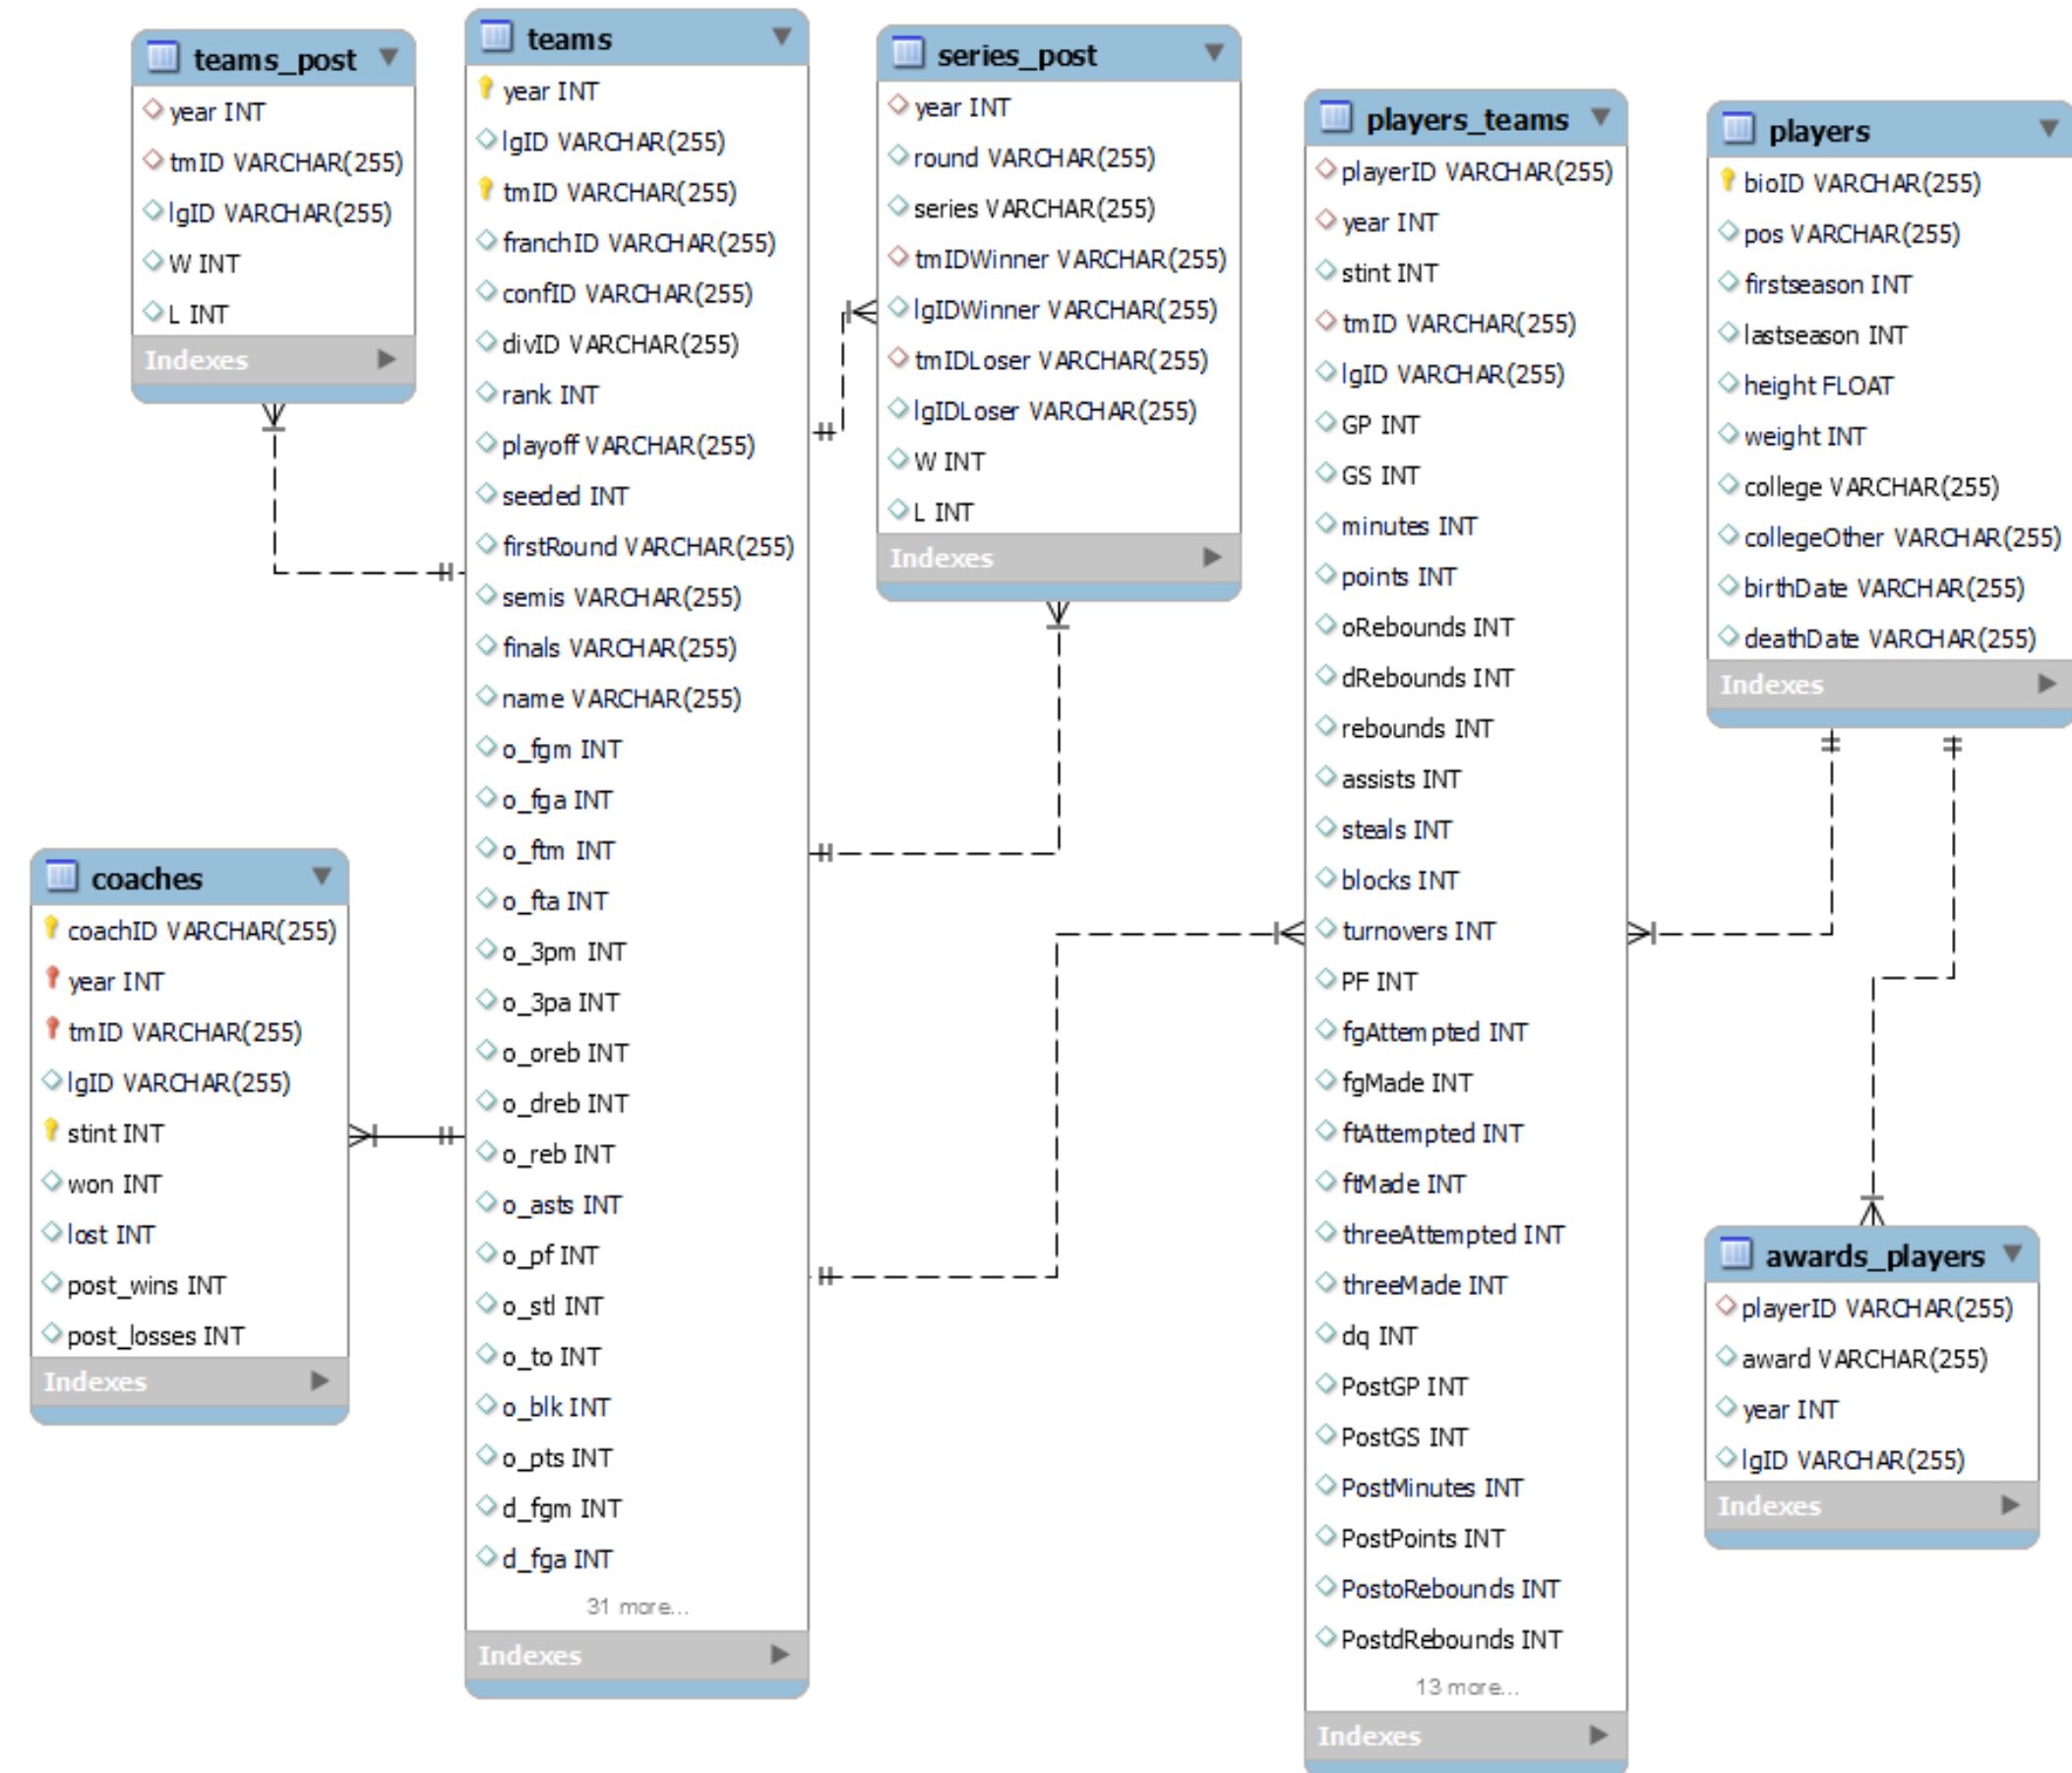 teams_post
year INT
tmID VARCHAR(255)
lgID VARCHAR(255)
W INT
L INT
Indexes
teams
year INT
lgID VARCHAR(255)
tmID VARCHAR(255)
franchID VARCHAR(255)
confID VARCHAR(255)
divID VARCHAR(255)
rank INT
playoff VARCHAR(255)
seeded INT
firstRound VARCHAR(255)
semis VARCHAR(255)
finals VARCHAR(255)
name VARCHAR(255)
o_fgm INT
o_fga INT
o_ftm INT
o_fta INT
o_3pm INT
o_3pa INT
o_oreb INT
o_dreb INT
o_reb INT
o_asts INT
o_pf INT
o_stl INT
o_to INT
o_blk INT
o_pts INT
d_fgm INT
d_fga INT
31 more...
Indexes
series_post
year INT
round VARCHAR(255)
series VARCHAR(255)
tmIDWinner VARCHAR(255)
lgIDWinner VARCHAR(255)
tmIDLoser VARCHAR(255)
lgIDLoser VARCHAR(255)
W INT
L INT
Indexes
players_teams
playerID VARCHAR(255)
year INT
stint INT
tmID VARCHAR(255)
lgID VARCHAR(255)
GP INT
GS INT
minutes INT
points INT
oRebounds INT
dRebounds INT
rebounds INT
assists INT
steals INT
blocks INT
turnovers INT
PF INT
fgAttempted INT
fgMade INT
ftAttempted INT
ftMade INT
threeAttempted INT
threeMade INT
dq INT
PostGP INT
PostGS INT
PostMinutes INT
PostPoints INT
PostoRebounds INT
PostdRebounds INT
13 more...
Indexes
players
bioID VARCHAR(255)
pos VARCHAR(255)
firstseason INT
lastseason INT
height FLOAT
weight INT
college VARCHAR(255)
collegeOther VARCHAR(255)
birthDate VARCHAR(255)
deathDate VARCHAR(255)
Indexes
coaches
coachID VARCHAR(255)
year INT
tmID VARCHAR(255)
lgID VARCHAR(255)
stint INT
won INT
lost INT
post_wins INT
post_losses INT
Indexes
awards_players
playerID VARCHAR(255)
award VARCHAR(255)
year INT
lgID VARCHAR(255)
Indexes